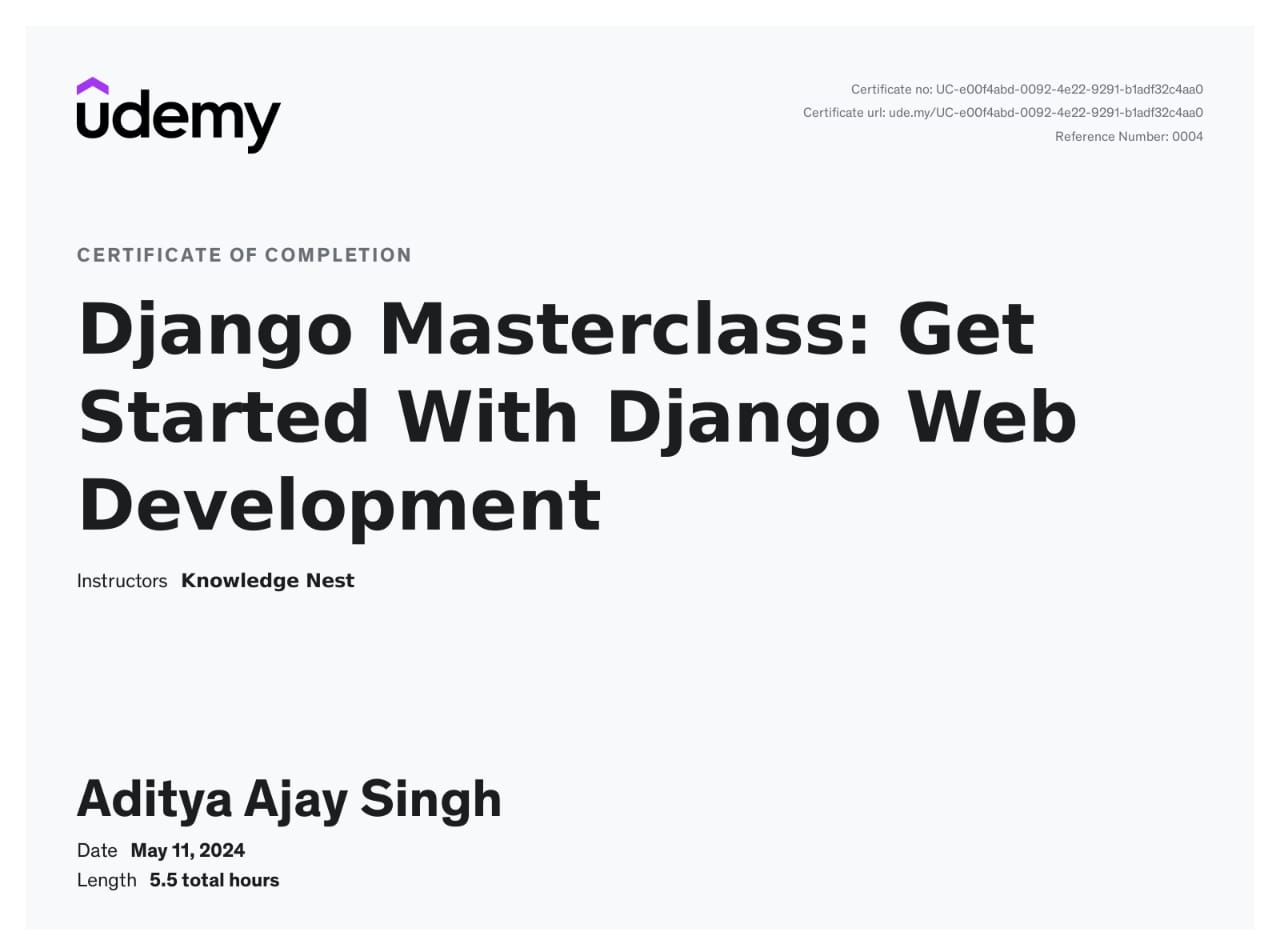 udemy
Certificate no: UC-e00f4abd-0092-4e22-9291-b1adf32c4aa0
Certificate url: ude.my/UC-e00f4abd-0092-4e22-9291-b1adf32c4aa0
Reference Number: 0004
CERTIFICATE OF COMPLETION
Django Masterclass: Get
Started With Django Web
Development
Instructors Knowledge Nest
Aditya Ajay Singh
Date May 11, 2024
Length 5.5 total hours